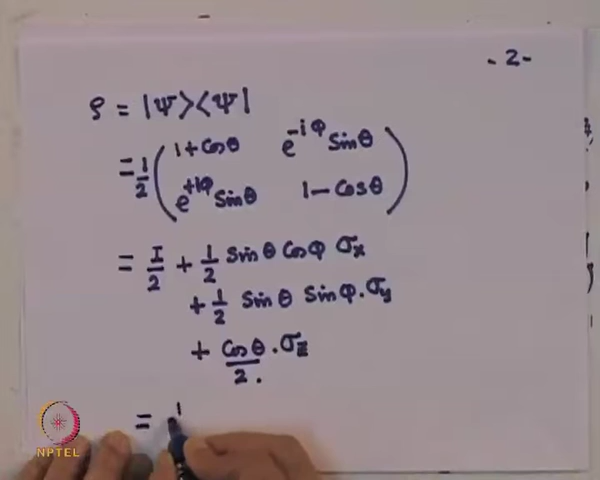 - 2 -
ρ = |Ψ><Ψ|
= 1/2 ( 1 + Cosθ e^{-iφ} Sinθ
e^{+iφ} Sinθ 1 - Cosθ )
= I/2 + 1/2 Sinθ Cosφ σx
+ 1/2 Sinθ Sinφ . σy
+ Cosθ/2 . σz .
= 1
NPTEL